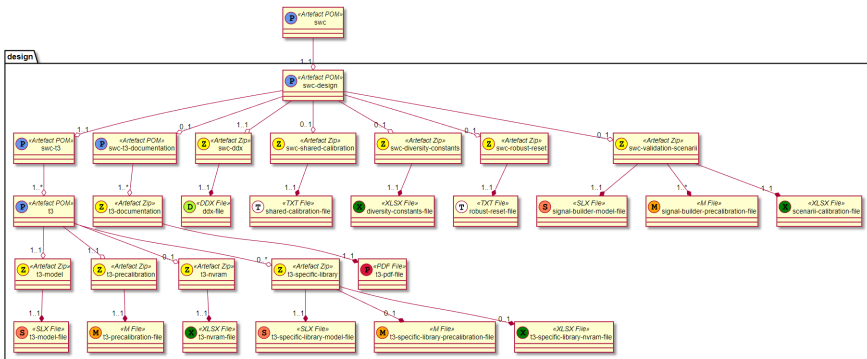 P «Artefact POM»
swc
1..1
design
P «Artefact POM»
swc-design
1..1 0..1 1..1 0..1 0..1 0..1 0..1
P «Artefact POM»
swc-t3
P «Artefact POM»
swc-t3-documentation
Z «Artefact Zip»
swc-ddx
Z «Artefact Zip»
swc-shared-calibration
Z «Artefact Zip»
swc-diversity-constants
Z «Artefact Zip»
swc-robust-reset
Z «Artefact Zip»
swc-validation-scenarii
1..* 1..* 1..1 1..1 1..1 1..1 1..1 1..* 1..1
P «Artefact POM»
t3
Z «Artefact Zip»
t3-documentation
D «DDX File»
ddx-file
T «TXT File»
shared-calibration-file
X «XLSX File»
diversity-constants-file
T «TXT File»
robust-reset-file
S «SLX File»
signal-builder-model-file
M «M File»
signal-builder-precalibration-file
X «XLSX File»
scenarii-calibration-file
1..1 1..1 0..1 0..* 1..1
Z «Artefact Zip»
t3-model
Z «Artefact Zip»
t3-precalibration
Z «Artefact Zip»
t3-nvram
Z «Artefact Zip»
t3-specific-library
P «PDF File»
t3-pdf-file
1..1 1..1 1..1 1..1 0..1 0..1
S «SLX File»
t3-model-file
M «M File»
t3-precalibration-file
X «XLSX File»
t3-nvram-file
S «SLX File»
t3-specific-library-model-file
M «M File»
t3-specific-library-precalibration-file
X «XLSX File»
t3-specific-library-nvram-file